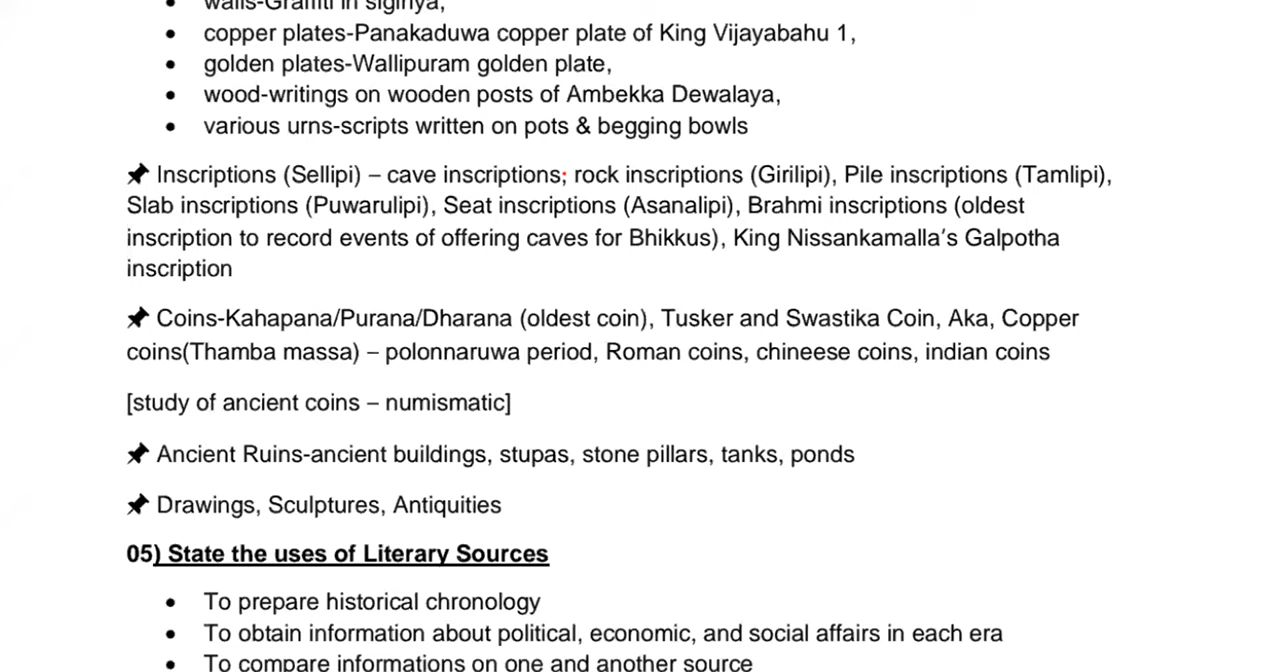 walls-Graffiti in sigiriya,
• copper plates-Panakaduwa copper plate of King Vijayabahu 1,
• golden plates-Wallipuram golden plate,
• wood-writings on wooden posts of Ambekka Dewalaya,
• various urns-scripts written on pots & begging bowls
Inscriptions (Sellipi) – cave inscriptions; rock inscriptions (Girilipi), Pile inscriptions (Tamlipi),
Slab inscriptions (Puwarulipi), Seat inscriptions (Asanalipi), Brahmi inscriptions (oldest
inscription to record events of offering caves for Bhikkus), King Nissankamalla’s Galpotha
inscription
Coins-Kahapana/Purana/Dharana (oldest coin), Tusker and Swastika Coin, Aka, Copper
coins(Thamba massa) – polonnaruwa period, Roman coins, chineese coins, indian coins
[study of ancient coins – numismatic]
Ancient Ruins-ancient buildings, stupas, stone pillars, tanks, ponds
Drawings, Sculptures, Antiquities
05) State the uses of Literary Sources
• To prepare historical chronology
• To obtain information about political, economic, and social affairs in each era
• To compare informations on one and another source